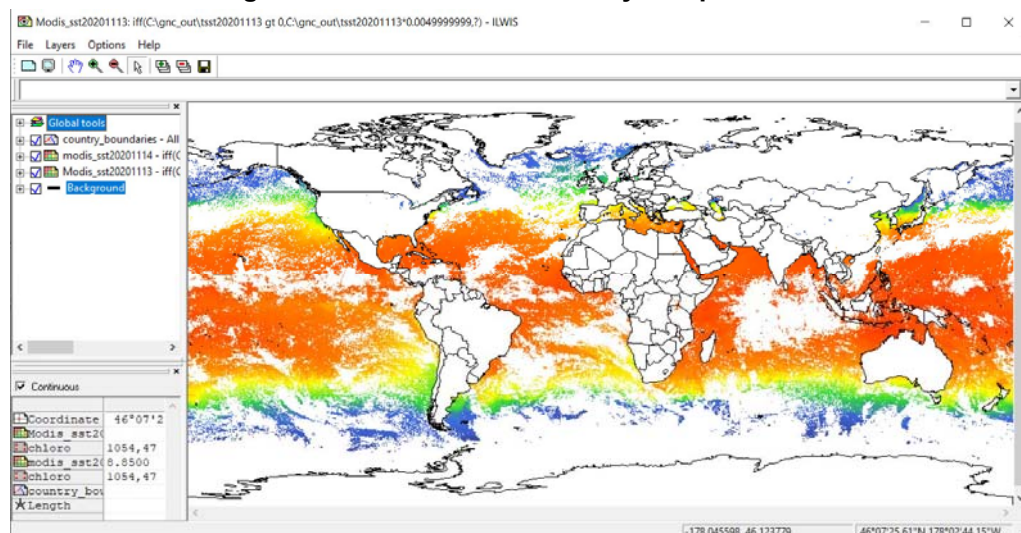 Modis_sst20201113: iff(C:\gnc_out\tsst20201113 gt 0,C:\gnc_out\tsst20201113*0.0049999999,?) - ILWIS
File Layers Options Help
Global tools
country_boundaries - All
modis_sst20201114 - iff(C
Modis_sst20201113 - iff(C
Background
Continuous
Coordinate 46°07'2
Modis_sst20
chloro 1054,47
modis_sst20 8.8500
chloro 1054,47
country_bou
Length
-178.045598, 46.123779 46°07'25.61"N, 178°02'44.15"W